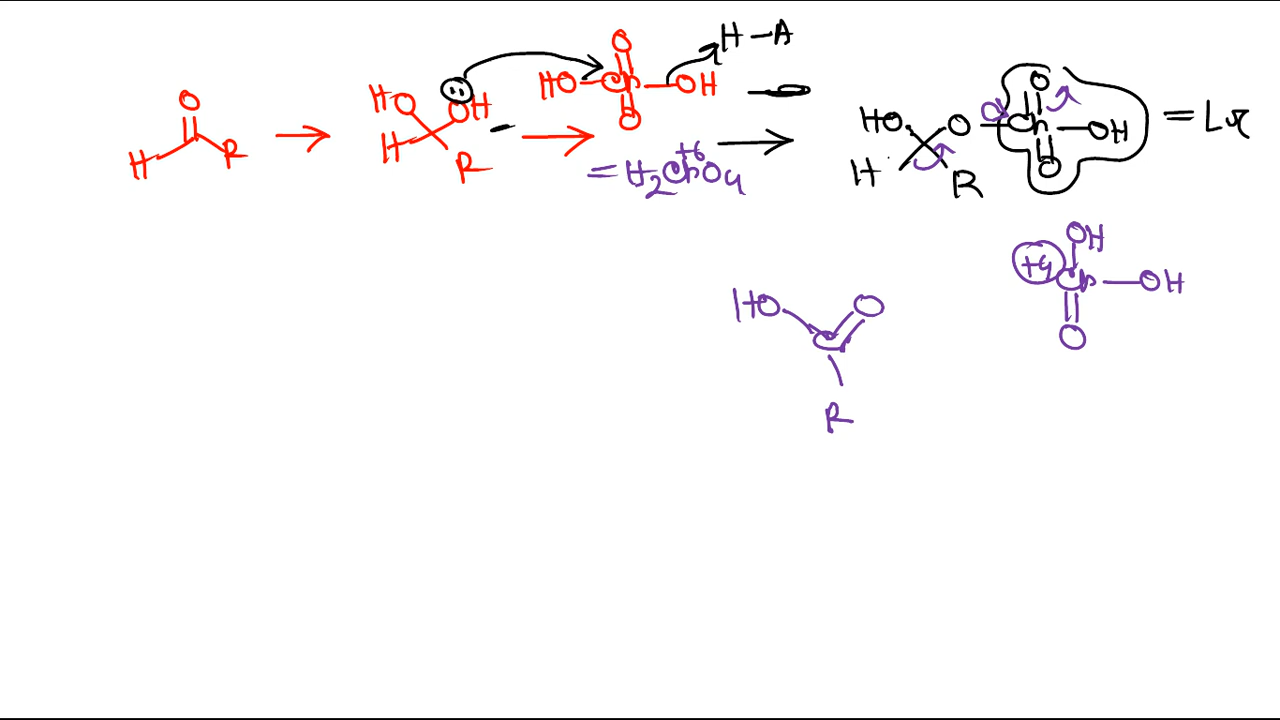 O
H R
HO OH
H R
O
HO Cr OH
O
H-A
= H2CrO4
+6
HO O Cr OH
O
O
H R
= LG
OH
+4 Cr OH
O
HO C O
R